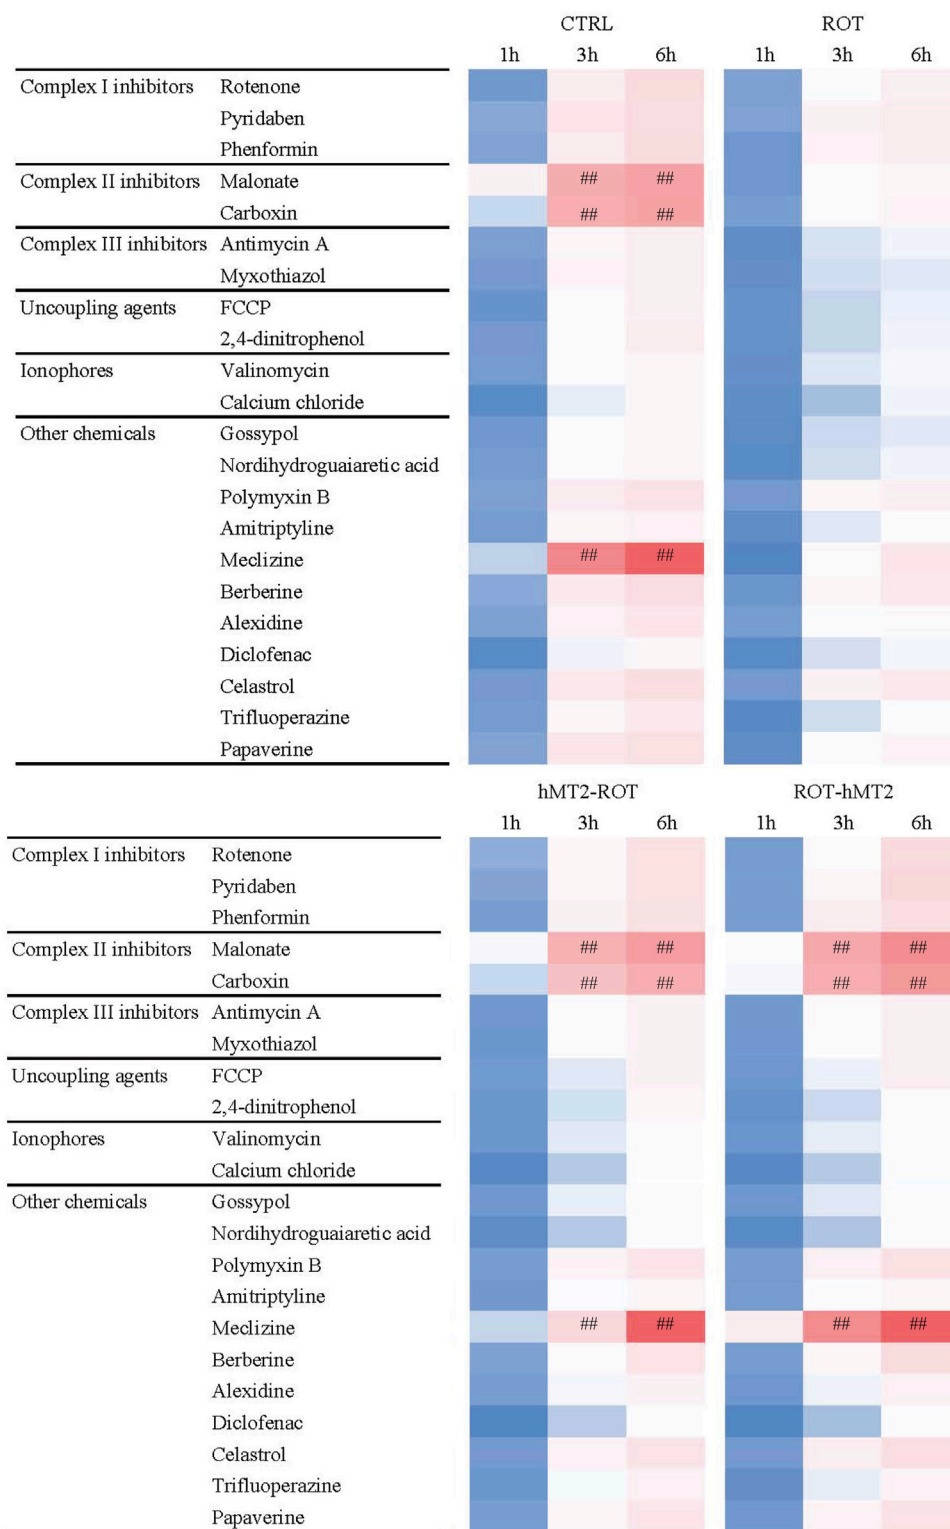 CTRL ROT
1h 3h 6h 1h 3h 6h
Complex I inhibitors Rotenone
Pyridaben
Phenformin
Complex II inhibitors Malonate ## ##
Carboxin ## ##
Complex III inhibitors Antimycin A
Myxothiazol
Uncoupling agents FCCP
2,4-dinitrophenol
Ionophores Valinomycin
Calcium chloride
Other chemicals Gossypol
Nordihydroguaiaretic acid
Polymyxin B
Amitriptyline
Meclizine ## ##
Berberine
Alexidine
Diclofenac
Celastrol
Trifluoperazine
Papaverine
hMT2-ROT ROT-hMT2
1h 3h 6h 1h 3h 6h
Complex I inhibitors Rotenone
Pyridaben
Phenformin
Complex II inhibitors Malonate ## ## ## ##
Carboxin ## ## ## ##
Complex III inhibitors Antimycin A
Myxothiazol
Uncoupling agents FCCP
2,4-dinitrophenol
Ionophores Valinomycin
Calcium chloride
Other chemicals Gossypol
Nordihydroguaiaretic acid
Polymyxin B
Amitriptyline
Meclizine ## ## ## ##
Berberine
Alexidine
Diclofenac
Celastrol
Trifluoperazine
Papaverine